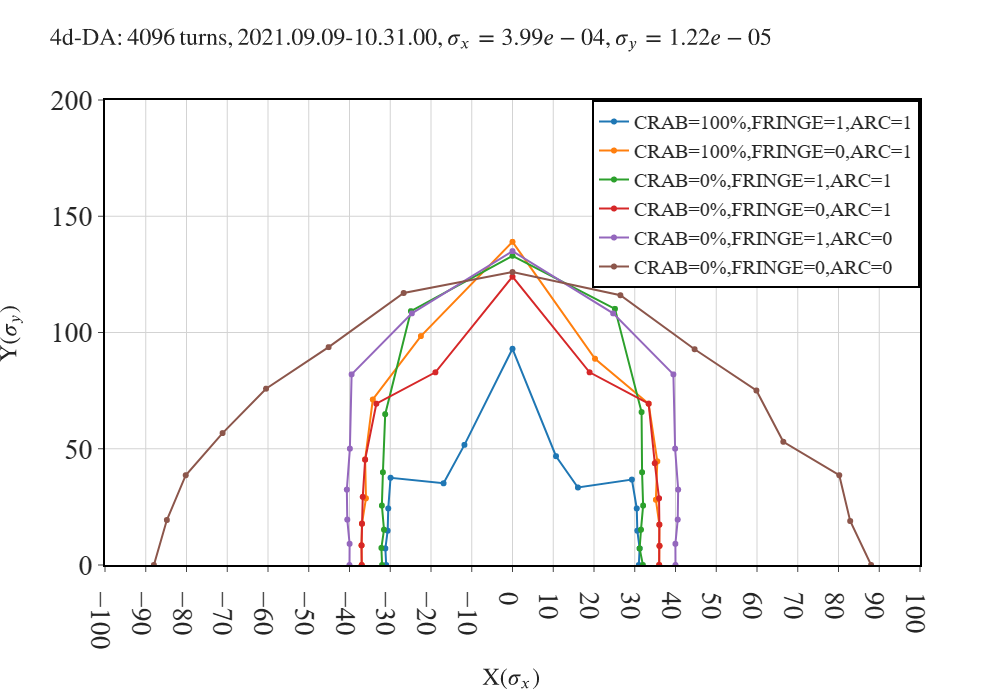 4d-DA: 4096 turns, 2021.09.09-10.31.00, σx = 3.99e − 04, σy = 1.22e − 05
CRAB=100%,FRINGE=1,ARC=1
CRAB=100%,FRINGE=0,ARC=1
CRAB=0%,FRINGE=1,ARC=1
CRAB=0%,FRINGE=0,ARC=1
CRAB=0%,FRINGE=1,ARC=0
CRAB=0%,FRINGE=0,ARC=0
200
150
100
50
0
Y(σy)
−100
−90
−80
−70
−60
−50
−40
−30
−20
−10
0
10
20
30
40
50
60
70
80
90
100
X(σx)